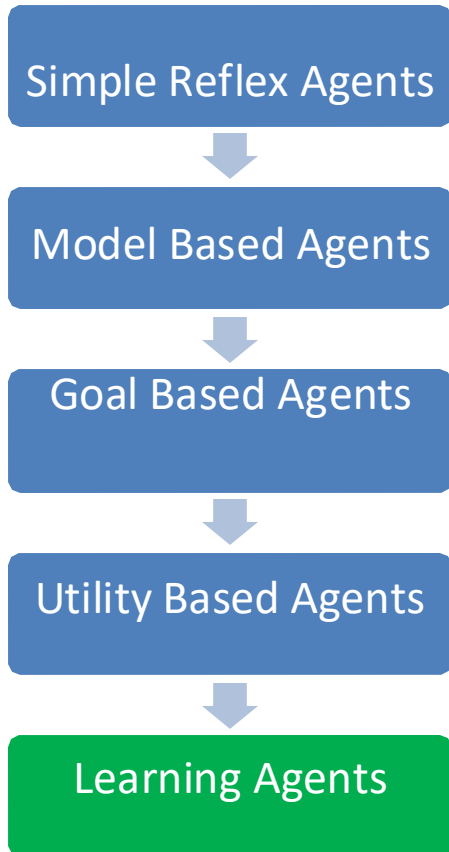 Simple Reflex Agents
Model Based Agents
Goal Based Agents
Utility Based Agents
Learning Agents